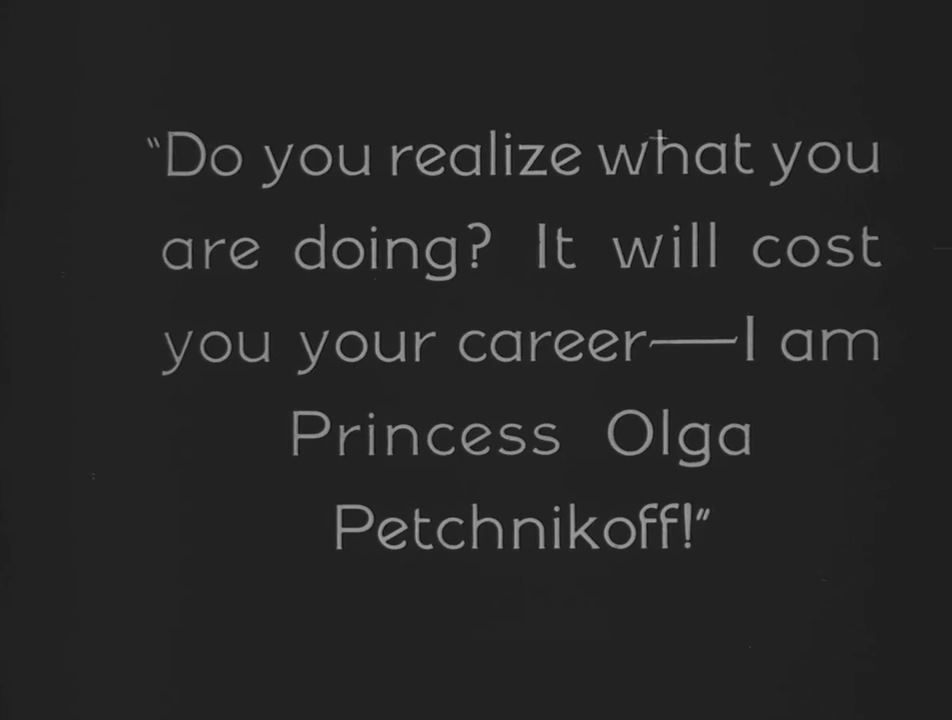 "Do you realize what you
are doing? It will cost
you your career—I am
Princess Olga
Petchnikoff!"